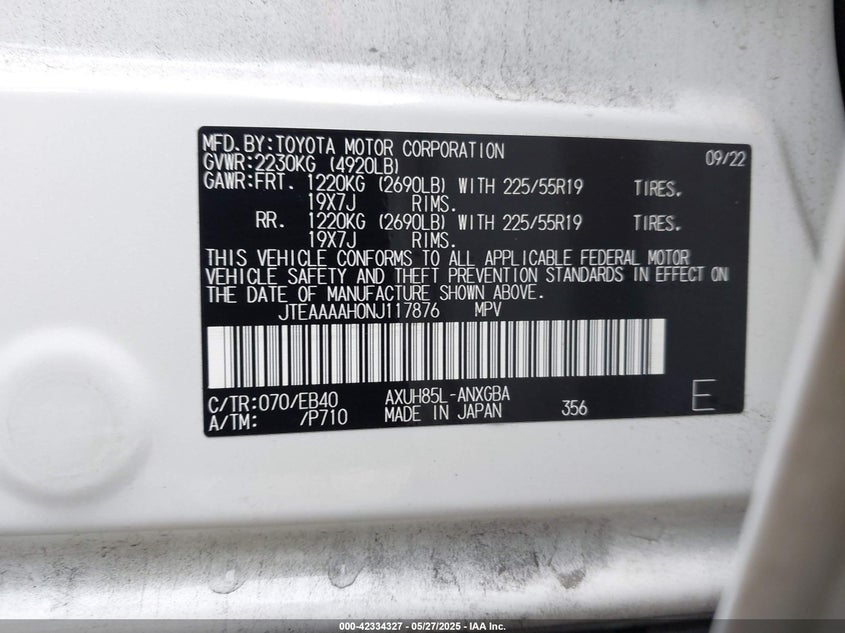 MFD.BY:TOYOTA MOTOR CORPORATION 09/22
GVWR:2230KG (4920LB)
GAWR:FRT. 1220KG (2690LB) WITH 225/55R19 TIRES.
19X7J RIMS.
RR. 1220KG (2690LB) WITH 225/55R19 TIRES.
19X7J RIMS.
THIS VEHICLE CONFORMS TO ALL APPLICABLE FEDERAL MOTOR
VEHICLE SAFETY AND THEFT PREVENTION STANDARDS IN EFFECT ON
THE DATE OF MANUFACTURE SHOWN ABOVE.
JTEAAAAH0NJ117876 MPV
C/TR:070/EB40 AXUH85L-ANXGBA
A/TM: /P710 MADE IN JAPAN 356 E
000-42334327 - 05/27/2025 - IAA Inc.